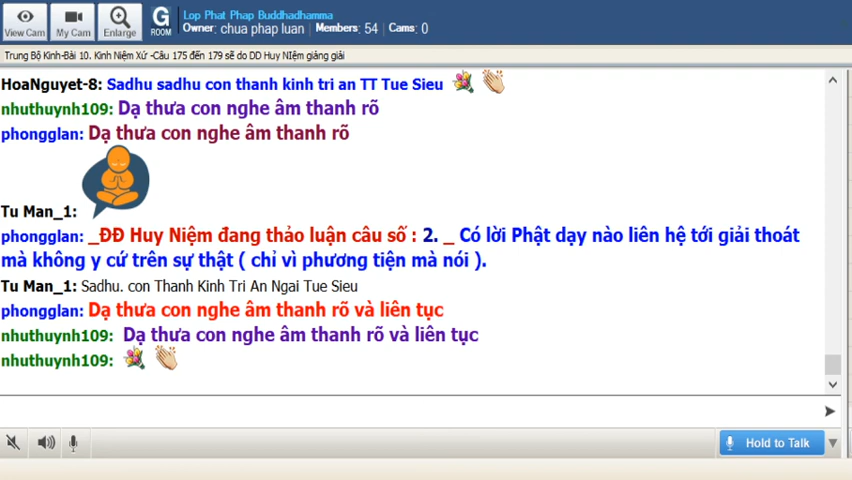 View Cam
My Cam
Enlarge
G
ROOM
Lop Phat Phap Buddhadhamma
Owner: chua phap luan Members: 54 Cams: 0
Trung Bộ Kinh-Bài 10. Kinh Niệm Xứ -Câu 175 đến 179 sẽ do DD Huy NIệm giảng giải
HoaNguyet-8: Sadhu sadhu con thanh kinh tri an TT Tue Sieu
nhuthuynh109: Dạ thưa con nghe âm thanh rõ
phongglan: Dạ thưa con nghe âm thanh rõ
Tu Man_1:
phongglan: _ĐĐ Huy Niệm đang thảo luận câu số : 2. _ Có lời Phật dạy nào liên hệ tới giải thoát
mà không y cứ trên sự thật ( chỉ vì phương tiện mà nói ).
Tu Man_1: Sadhu. con Thanh Kinh Tri An Ngai Tue Sieu
phongglan: Dạ thưa con nghe âm thanh rõ và liên tục
nhuthuynh109: Dạ thưa con nghe âm thanh rõ và liên tục
nhuthuynh109:
Hold to Talk